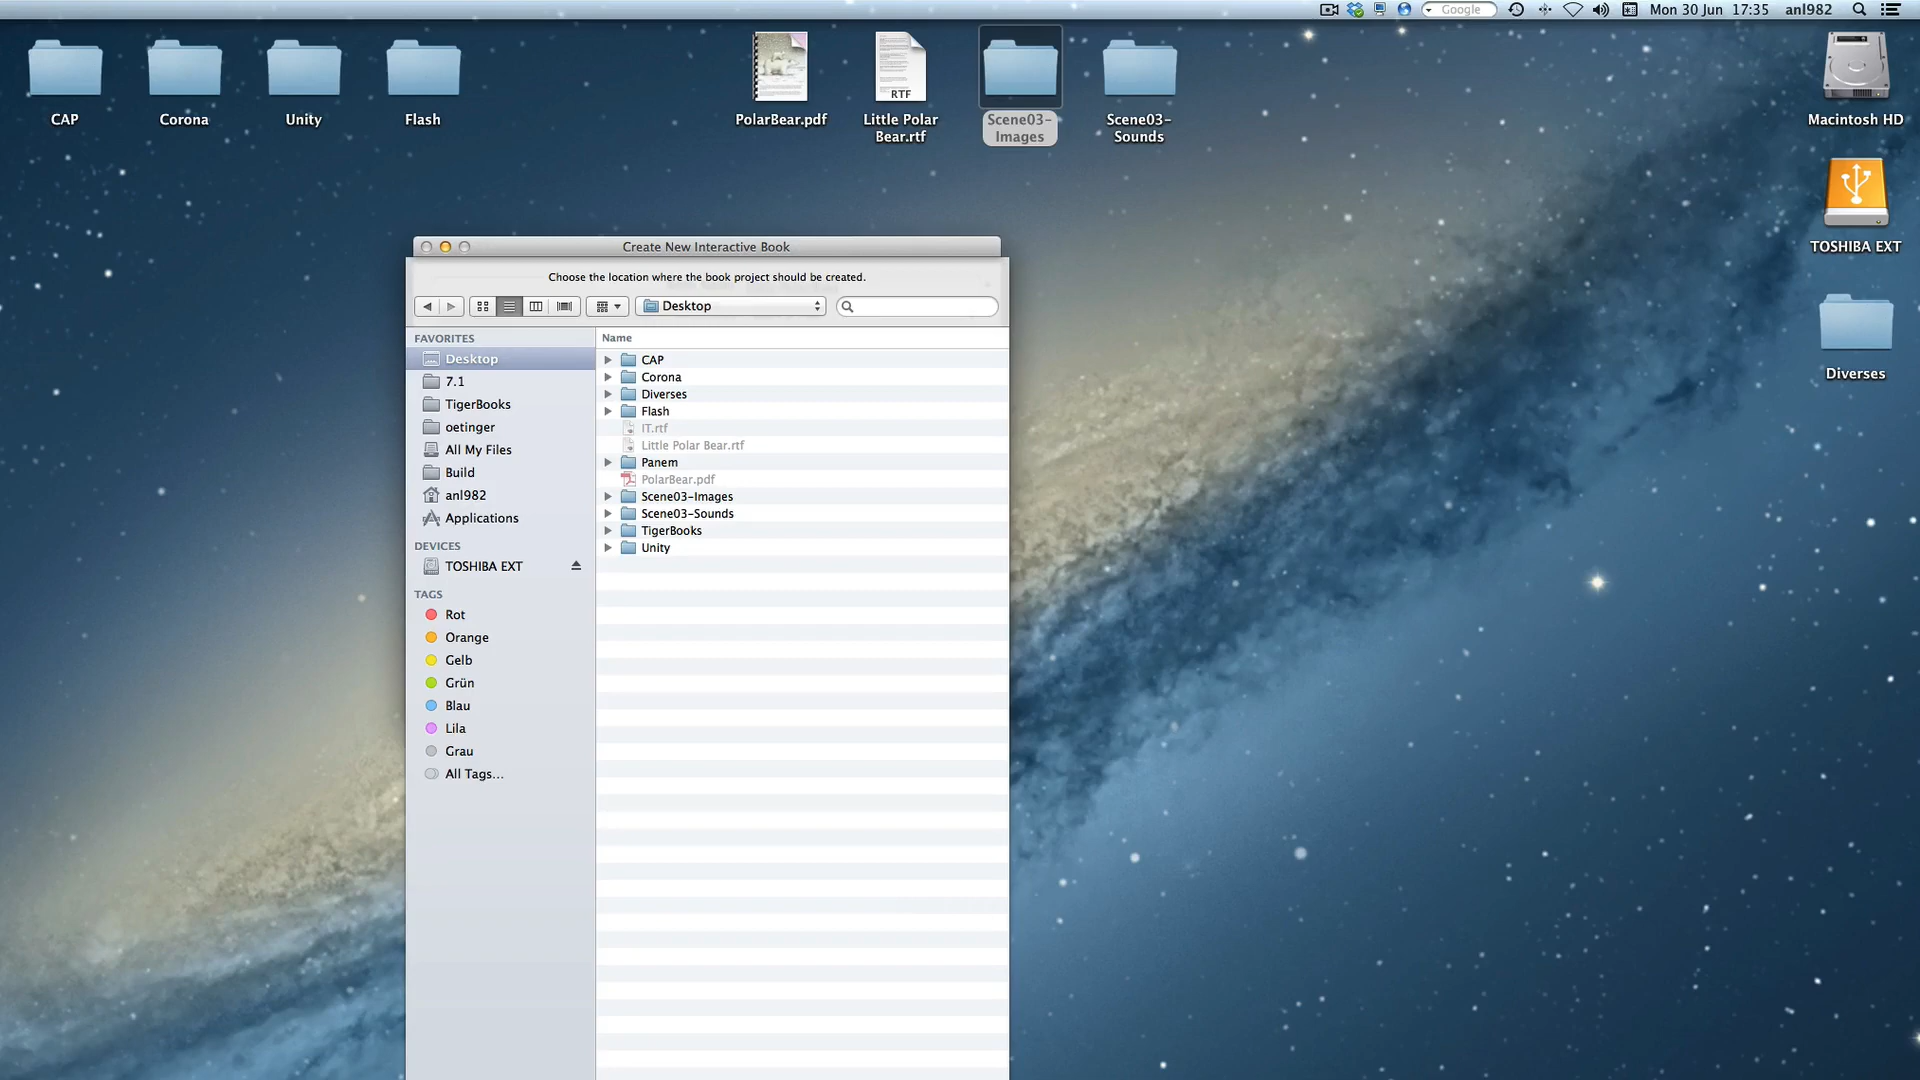 Google
Mon 30 Jun 17:35
anl982
CAP
Corona
Unity
Flash
PolarBear.pdf
RTF
Little Polar
Bear.rtf
Scene03-
Images
Scene03-
Sounds
Macintosh HD
TOSHIBA EXT
Diverses
Create New Interactive Book
Choose the location where the book project should be created.
Desktop
FAVORITES
Desktop
7.1
TigerBooks
oetinger
All My Files
Build
anl982
Applications
DEVICES
TOSHIBA EXT
TAGS
Rot
Orange
Gelb
Grün
Blau
Lila
Grau
All Tags...
Name
CAP
Corona
Diverses
Flash
IT.rtf
Little Polar Bear.rtf
Panem
PolarBear.pdf
Scene03-Images
Scene03-Sounds
TigerBooks
Unity